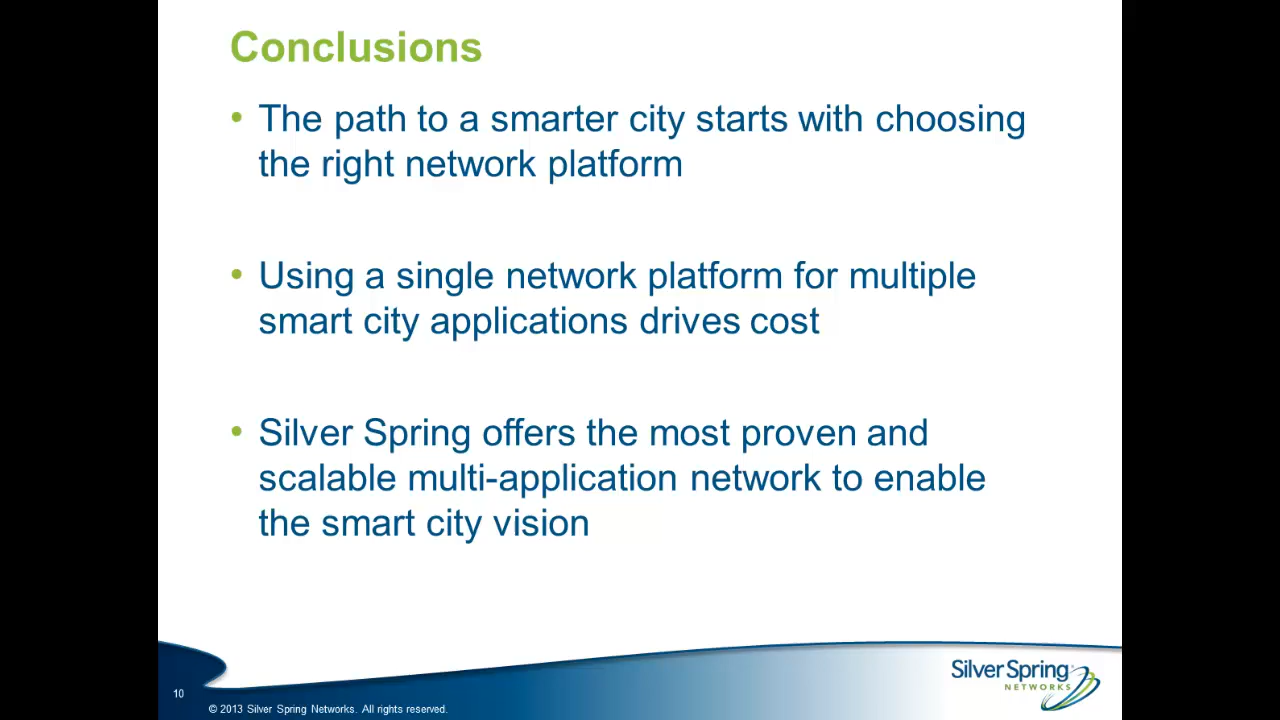 Conclusions
• The path to a smarter city starts with choosing
the right network platform
• Using a single network platform for multiple
smart city applications drives cost
• Silver Spring offers the most proven and
scalable multi-application network to enable
the smart city vision
Silver Spring
NETWORKS
10
© 2013 Silver Spring Networks. All rights reserved.